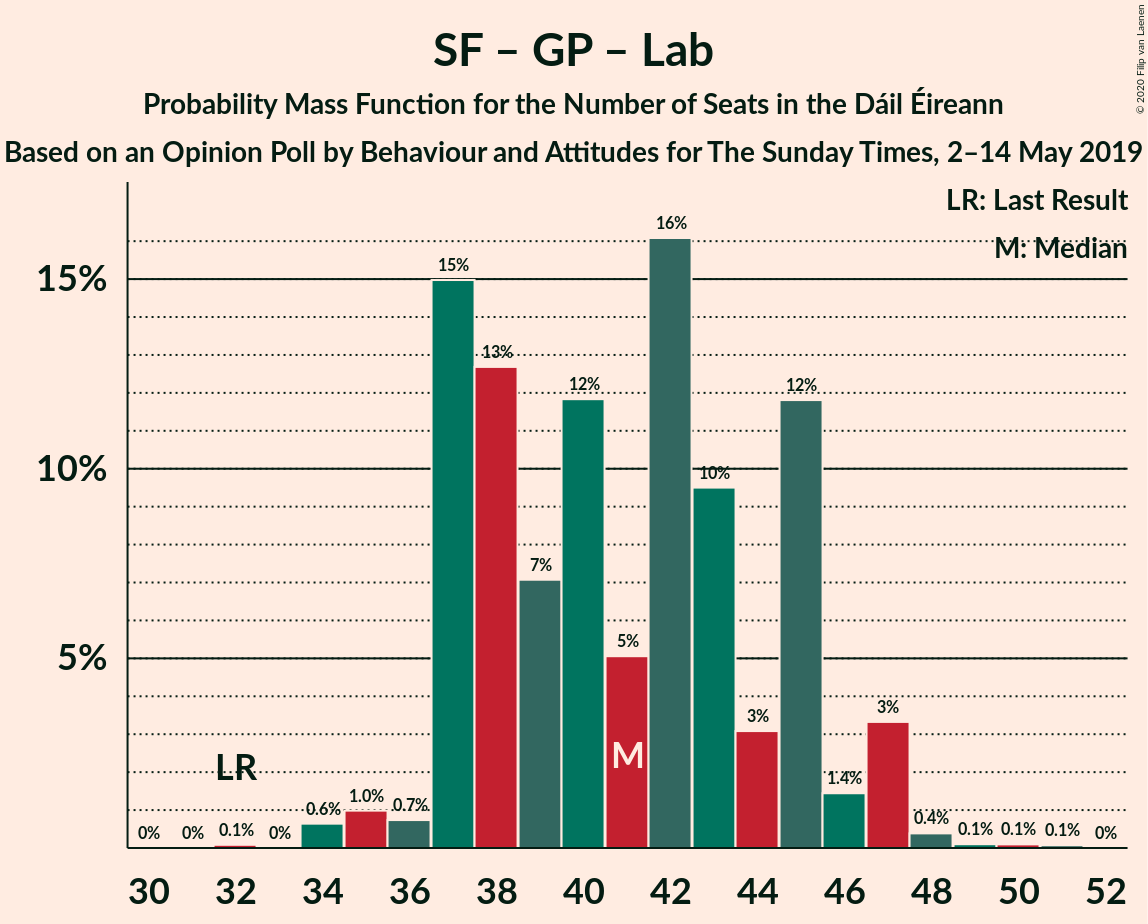 SF – GP – Lab
Probability Mass Function for the Number of Seats in the Dáil Éireann
Based on an Opinion Poll by Behaviour and Attitudes for The Sunday Times, 2–14 May 2019
© 2020 Filip van Laenen
LR: Last Result
M: Median
15%
10%
5%
0%
0%
0.1%
0%
0.6%
1.0%
0.7%
15%
13%
7%
12%
5%
16%
10%
3%
12%
1.4%
3%
0.4%
0.1%
0.1%
0.1%
0%
LR
M
30 32 34 36 38 40 42 44 46 48 50 52